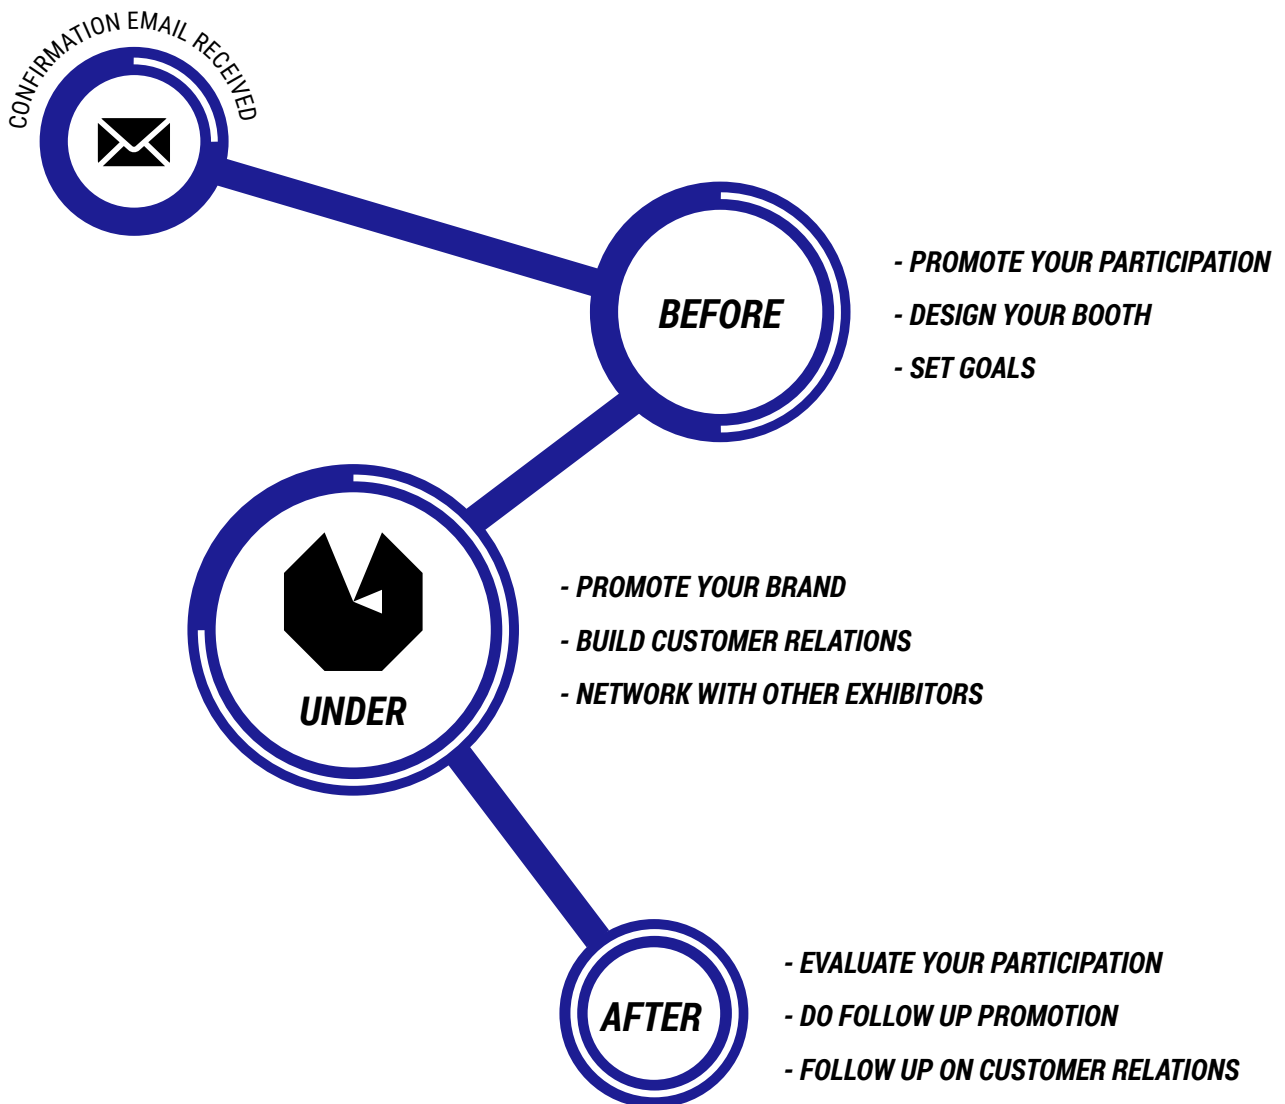 CONFIRMATION EMAIL RECEIVED
BEFORE
- PROMOTE YOUR PARTICIPATION
- DESIGN YOUR BOOTH
- SET GOALS
UNDER
- PROMOTE YOUR BRAND
- BUILD CUSTOMER RELATIONS
- NETWORK WITH OTHER EXHIBITORS
AFTER
- EVALUATE YOUR PARTICIPATION
- DO FOLLOW UP PROMOTION
- FOLLOW UP ON CUSTOMER RELATIONS